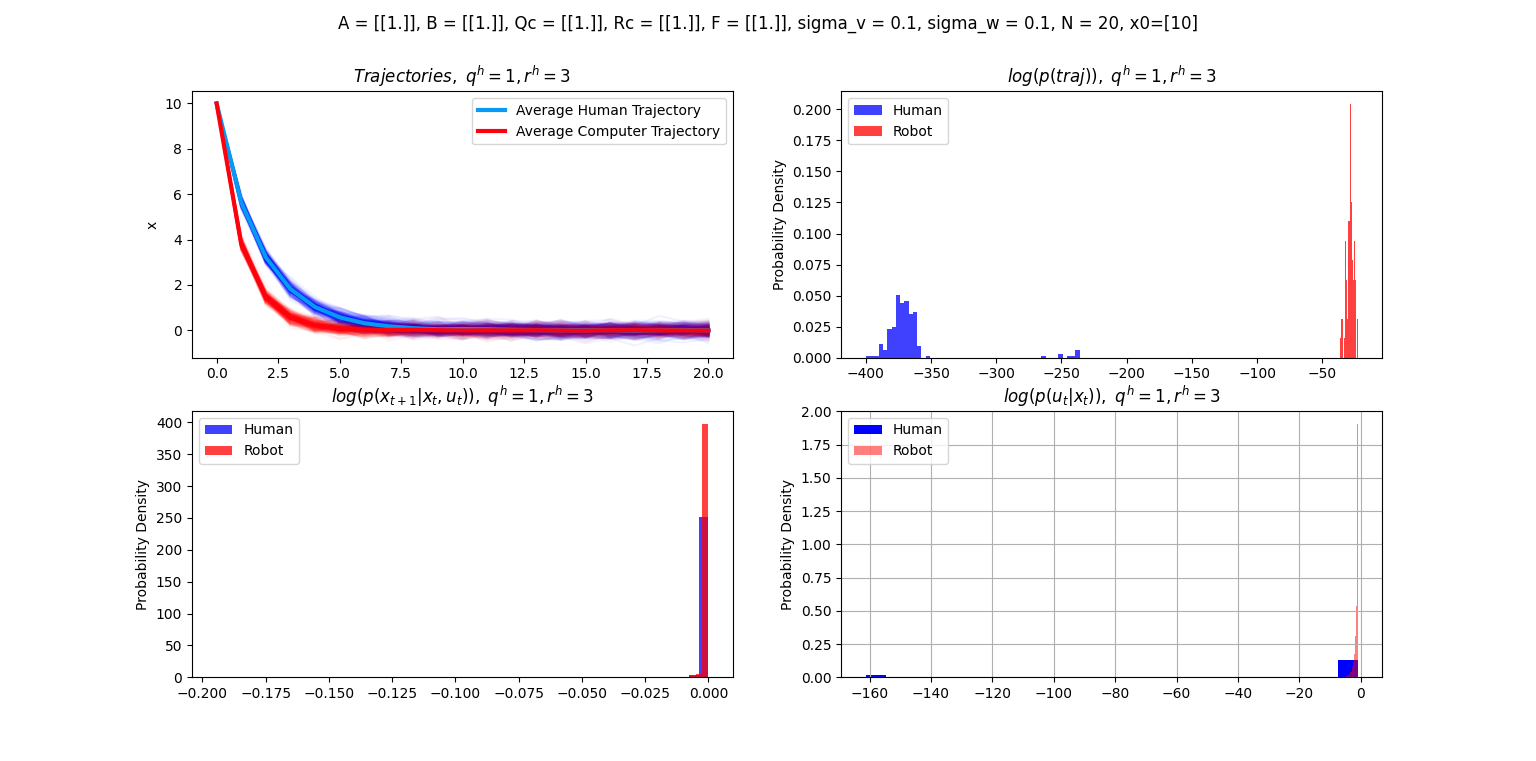 A = [[1.]], B = [[1.]], Qc = [[1.]], Rc = [[1.]], F = [[1.]], sigma_v = 0.1, sigma_w = 0.1, N = 20, x0=[10]
Trajectories, q^h = 1, r^h = 3
Average Human Trajectory
Average Computer Trajectory
x
10
8
6
4
2
0
0.0 2.5 5.0 7.5 10.0 12.5 15.0 17.5 20.0
log(p(traj)), q^h = 1, r^h = 3
Human
Robot
Probability Density
0.200
0.175
0.150
0.125
0.100
0.075
0.050
0.025
0.000
−400 −350 −300 −250 −200 −150 −100 −50
log(p(x_{t+1}|x_t, u_t)), q^h = 1, r^h = 3
Human
Robot
Probability Density
400
350
300
250
200
150
100
50
0
−0.200 −0.175 −0.150 −0.125 −0.100 −0.075 −0.050 −0.025 0.000
log(p(u_t|x_t)), q^h = 1, r^h = 3
Human
Robot
Probability Density
2.00
1.75
1.50
1.25
1.00
0.75
0.50
0.25
0.00
−160 −140 −120 −100 −80 −60 −40 −20 0